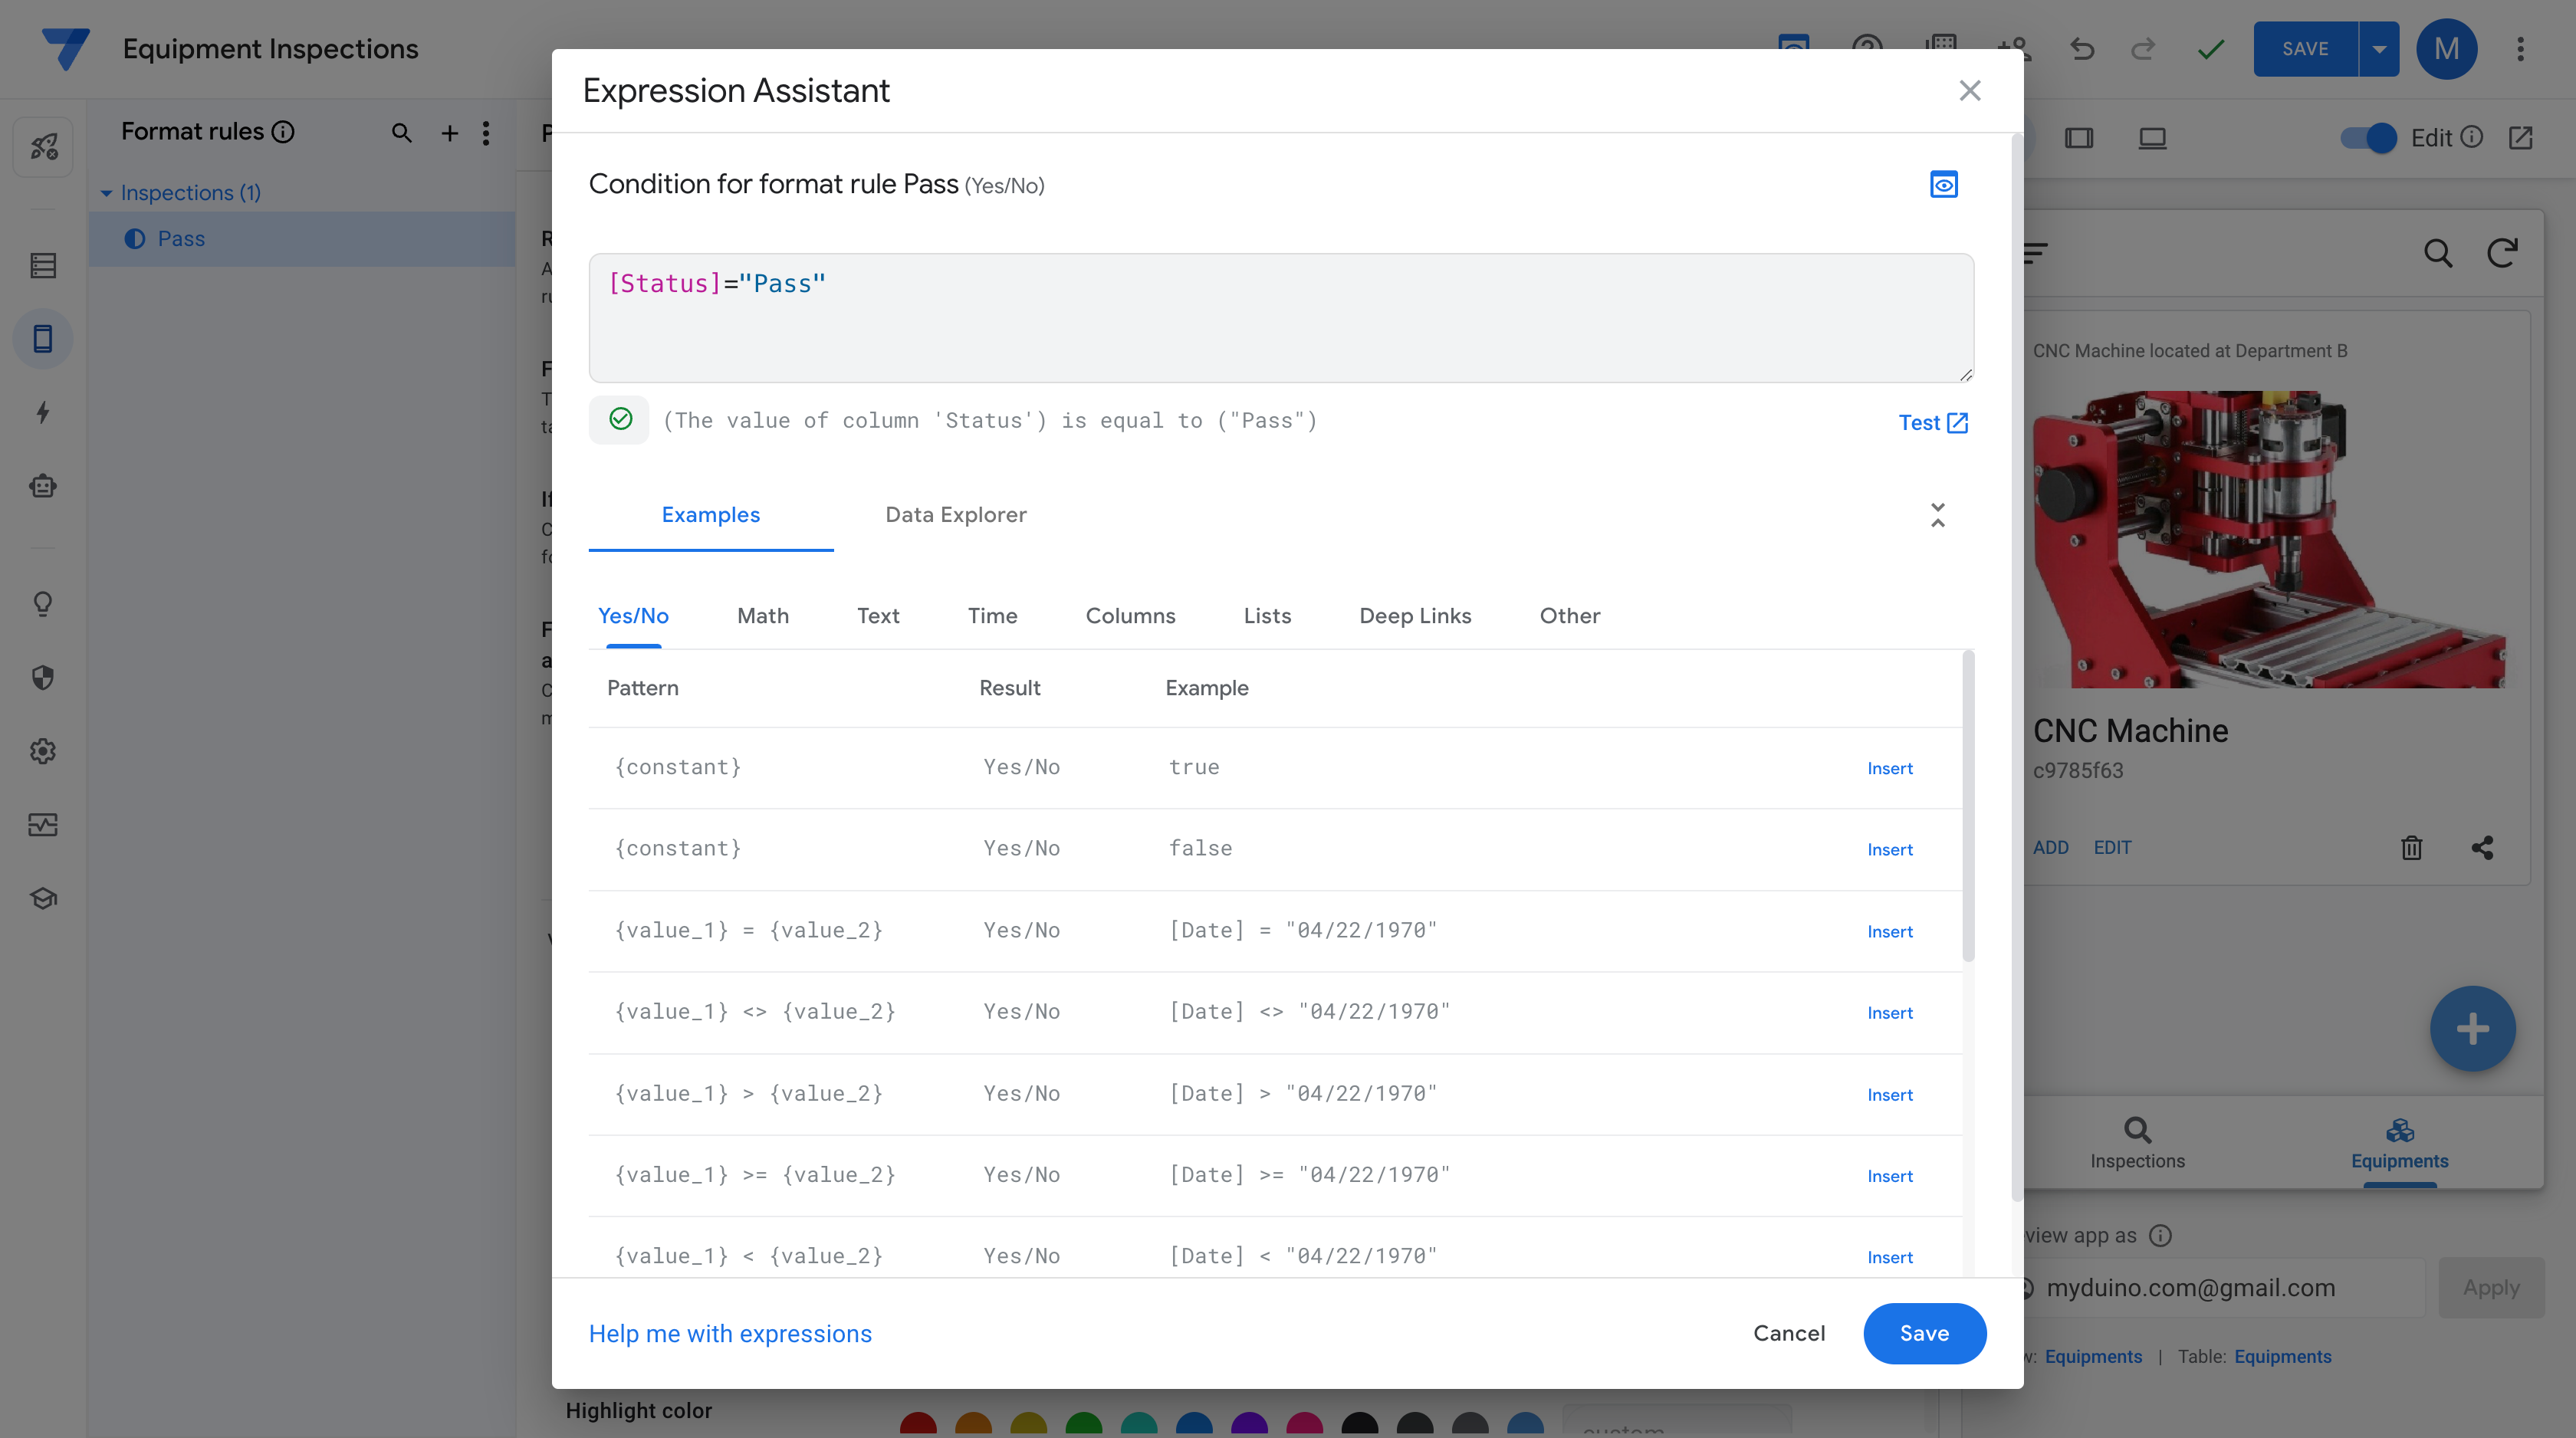 Equipment Inspections
SAVE
M
Format rules
Inspections (1)
Pass
Edit
Expression Assistant
Condition for format rule Pass (Yes/No)
[Status]="Pass"
(The value of column 'Status') is equal to ("Pass")
Test
Examples
Data Explorer
Yes/No
Math
Text
Time
Columns
Lists
Deep Links
Other
Pattern Result Example
{constant} Yes/No true Insert
{constant} Yes/No false Insert
{value_1} = {value_2} Yes/No [Date] = "04/22/1970" Insert
{value_1} <> {value_2} Yes/No [Date] <> "04/22/1970" Insert
{value_1} > {value_2} Yes/No [Date] > "04/22/1970" Insert
{value_1} >= {value_2} Yes/No [Date] >= "04/22/1970" Insert
{value_1} < {value_2} Yes/No [Date] < "04/22/1970" Insert
Help me with expressions
Cancel
Save
Highlight color
CNC Machine located at Department B
CNC Machine
c9785f63
ADD EDIT
Inspections
Equipments
view app as
myduino.com@gmail.com
Apply
Equipments | Table: Equipments